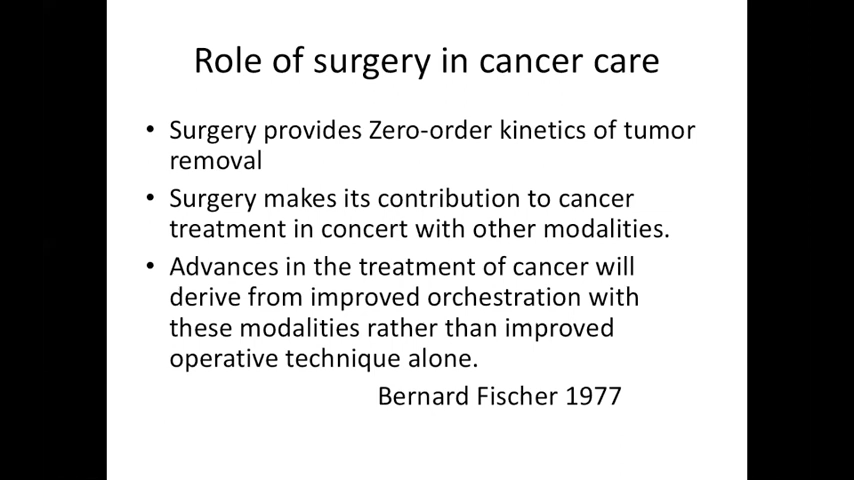 Role of surgery in cancer care
• Surgery provides Zero-order kinetics of tumor
removal
• Surgery makes its contribution to cancer
treatment in concert with other modalities.
• Advances in the treatment of cancer will
derive from improved orchestration with
these modalities rather than improved
operative technique alone.
Bernard Fischer 1977